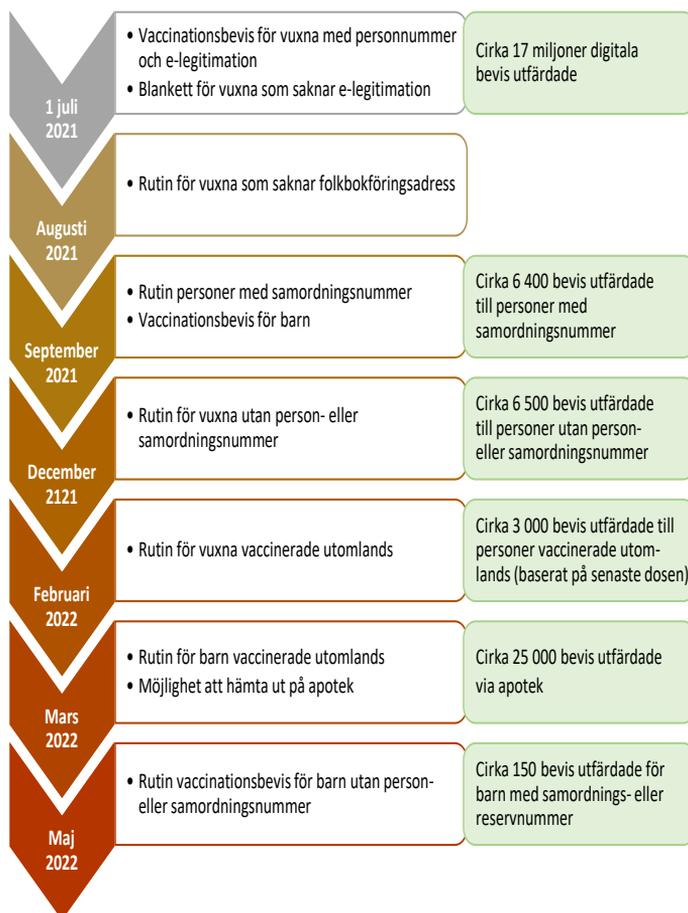 1 juli
2021
• Vaccinationsbevis för vuxna med personnummer
och e-legitimation
• Blankett för vuxna som saknar e-legitimation
Cirka 17 miljoner digitala
bevis utfärdade
Augusti
2021
• Rutin för vuxna som saknar folkbokföringsadress
September
2021
• Rutin personer med samordningsnummer
• Vaccinationsbevis för barn
Cirka 6 400 bevis utfärdade
till personer med
samordningsnummer
December
2121
• Rutin för vuxna utan person- eller
samordningsnummer
Cirka 6 500 bevis utfärdade
till personer utan person-
eller samordningsnummer
Februari
2022
• Rutin för vuxna vaccinerade utomlands
Cirka 3 000 bevis utfärdade till
personer vaccinerade utom-
lands (baserat på senaste dosen)
Mars
2022
• Rutin för barn vaccinerade utomlands
• Möjlighet att hämta ut på apotek
Cirka 25 000 bevis utfärdade
via apotek
Maj
2022
• Rutin vaccinationsbevis för barn utan person-
eller samordningsnummer
Cirka 150 bevis utfärdade för
barn med samordnings- eller
reservnummer